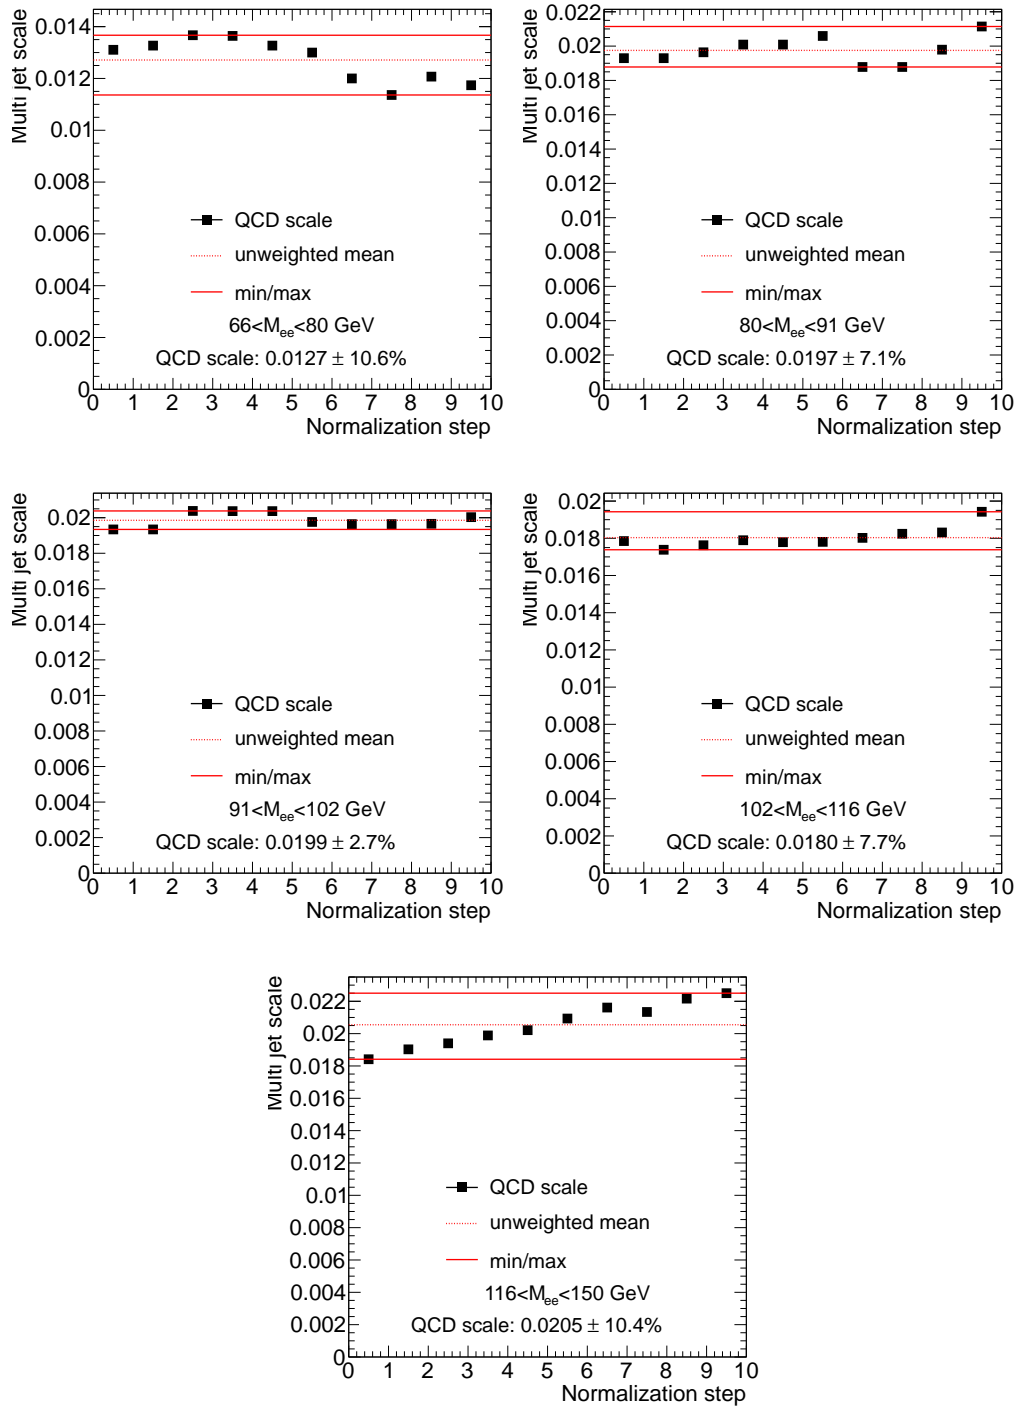 Multi jet scale
0.014
0.012
0.01
0.008
0.006
0.004
0.002
0
QCD scale
unweighted mean
min/max
66<M_ee<80 GeV
QCD scale: 0.0127 ± 10.6%
0 1 2 3 4 5 6 7 8 9 10
Normalization step
Multi jet scale
0.022
0.02
0.018
0.016
0.014
0.012
0.01
0.008
0.006
0.004
0.002
0
QCD scale
unweighted mean
min/max
80<M_ee<91 GeV
QCD scale: 0.0197 ± 7.1%
0 1 2 3 4 5 6 7 8 9 10
Normalization step
Multi jet scale
0.02
0.018
0.016
0.014
0.012
0.01
0.008
0.006
0.004
0.002
0
QCD scale
unweighted mean
min/max
91<M_ee<102 GeV
QCD scale: 0.0199 ± 2.7%
0 1 2 3 4 5 6 7 8 9 10
Normalization step
Multi jet scale
0.02
0.018
0.016
0.014
0.012
0.01
0.008
0.006
0.004
0.002
0
QCD scale
unweighted mean
min/max
102<M_ee<116 GeV
QCD scale: 0.0180 ± 7.7%
0 1 2 3 4 5 6 7 8 9 10
Normalization step
Multi jet scale
0.022
0.02
0.018
0.016
0.014
0.012
0.01
0.008
0.006
0.004
0.002
0
QCD scale
unweighted mean
min/max
116<M_ee<150 GeV
QCD scale: 0.0205 ± 10.4%
0 1 2 3 4 5 6 7 8 9 10
Normalization step